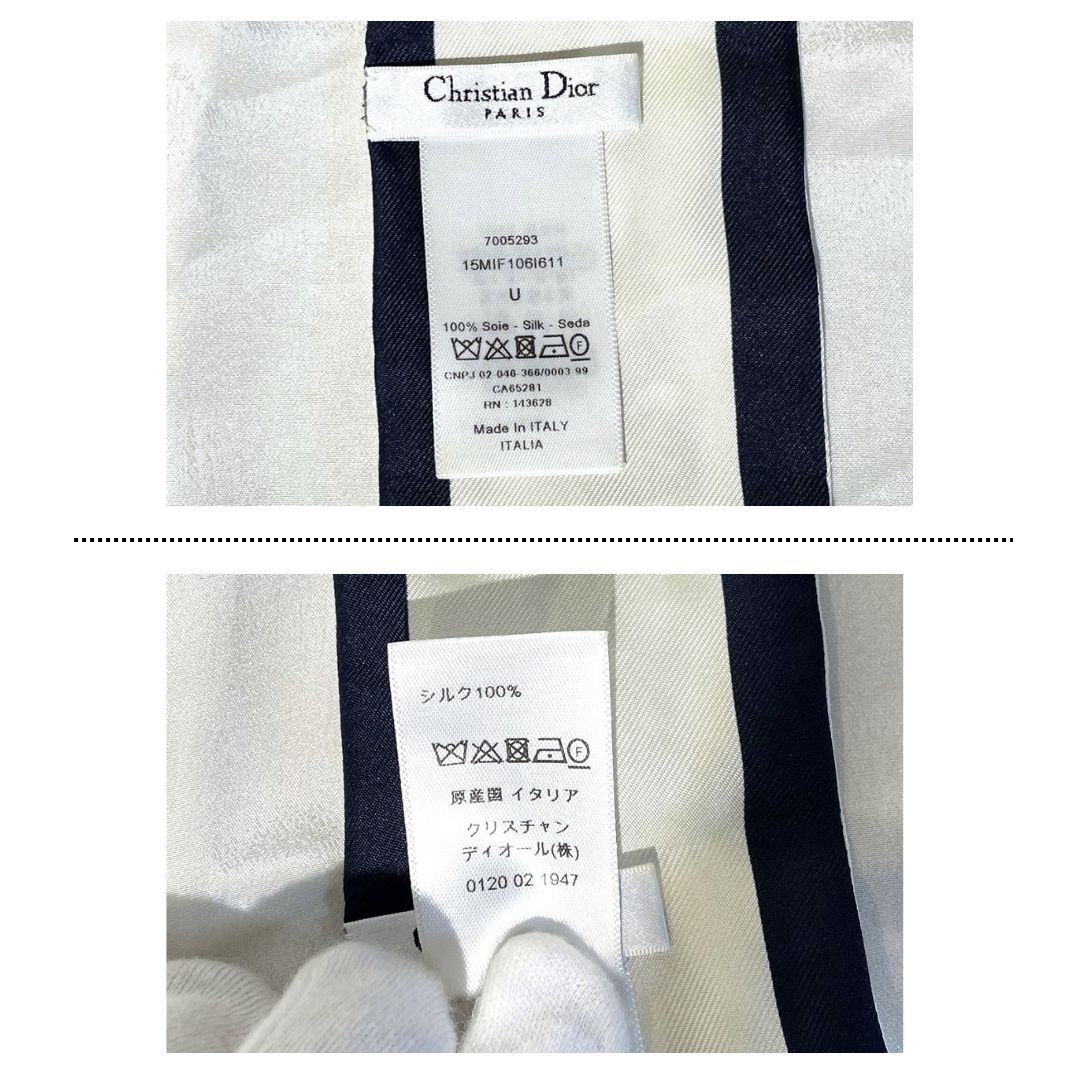 Christian Dior
PARIS
7005293
15MIF106I611
U
100% Soie - Silk - Seda
F
CNPJ 02-046-366/0003-99
CA65281
RN : 143628
Made In ITALY
ITALIA
シルク100%
F
原産国 イタリア
クリスチャン
ディオール(株)
0120 02 1947